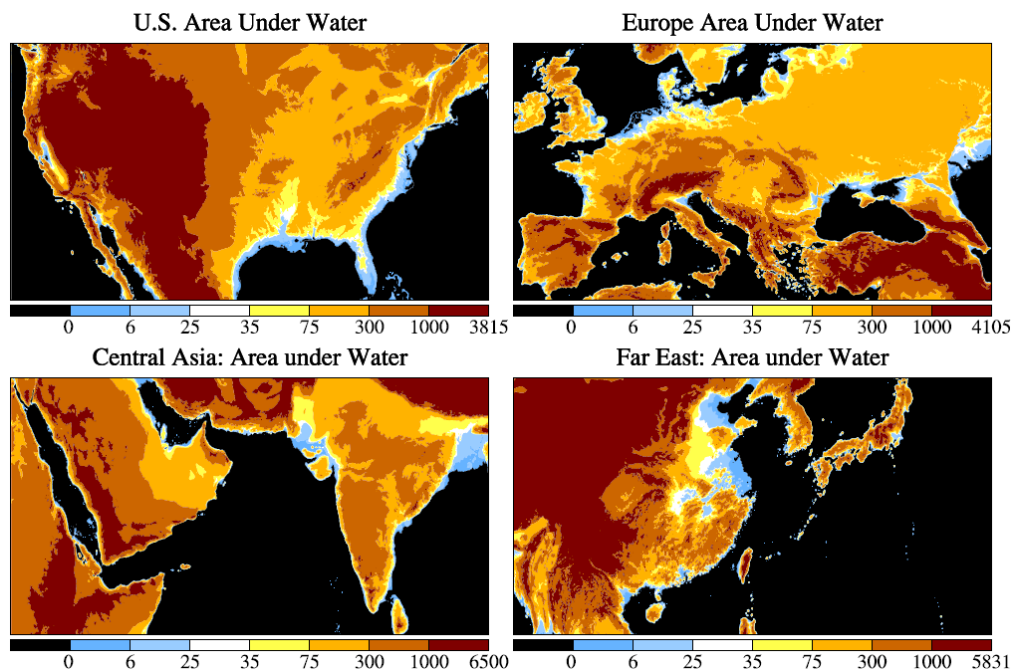 U.S. Area Under Water
Europe Area Under Water
0 6 25 35 75 300 1000 3815
0 6 25 35 75 300 1000 4105
Central Asia: Area under Water
Far East: Area under Water
0 6 25 35 75 300 1000 6500
0 6 25 35 75 300 1000 5831